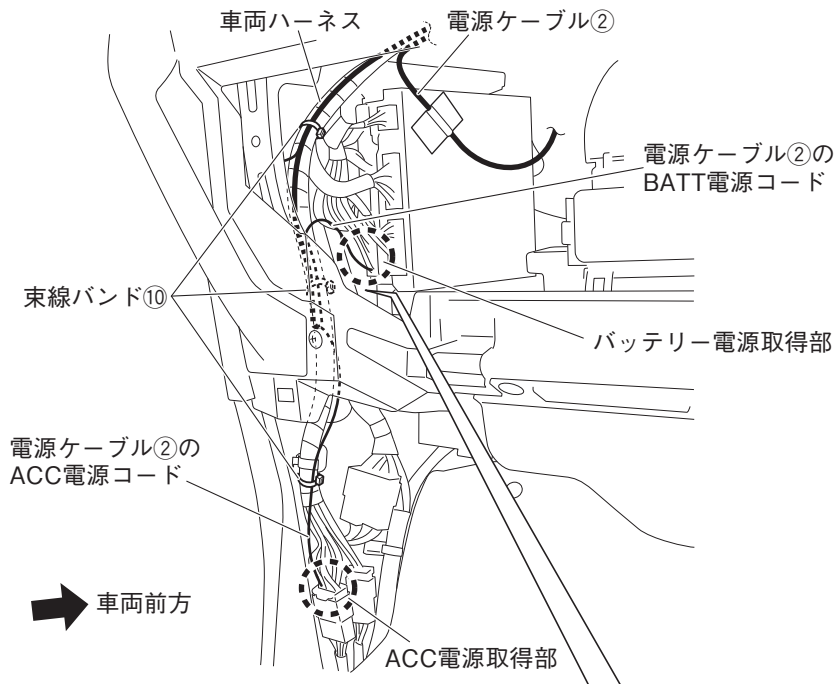 車両ハーネス
電源ケーブル②
電源ケーブル②の
BATT電源コード
束線バンド⑩
バッテリー電源取得部
電源ケーブル②の
ACC電源コード
車両前方
ACC電源取得部